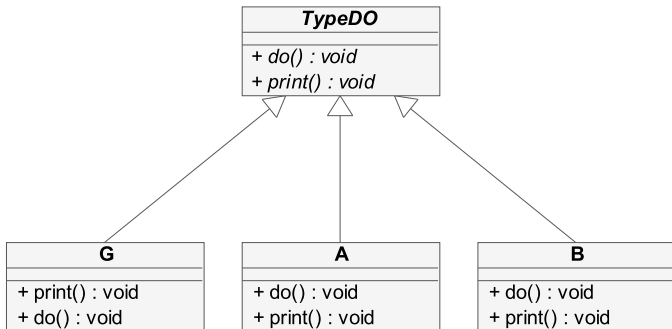 TypeDO
+ do() : void
+ print() : void
G
+ print() : void
+ do() : void
A
+ do() : void
+ print() : void
B
+ do() : void
+ print() : void